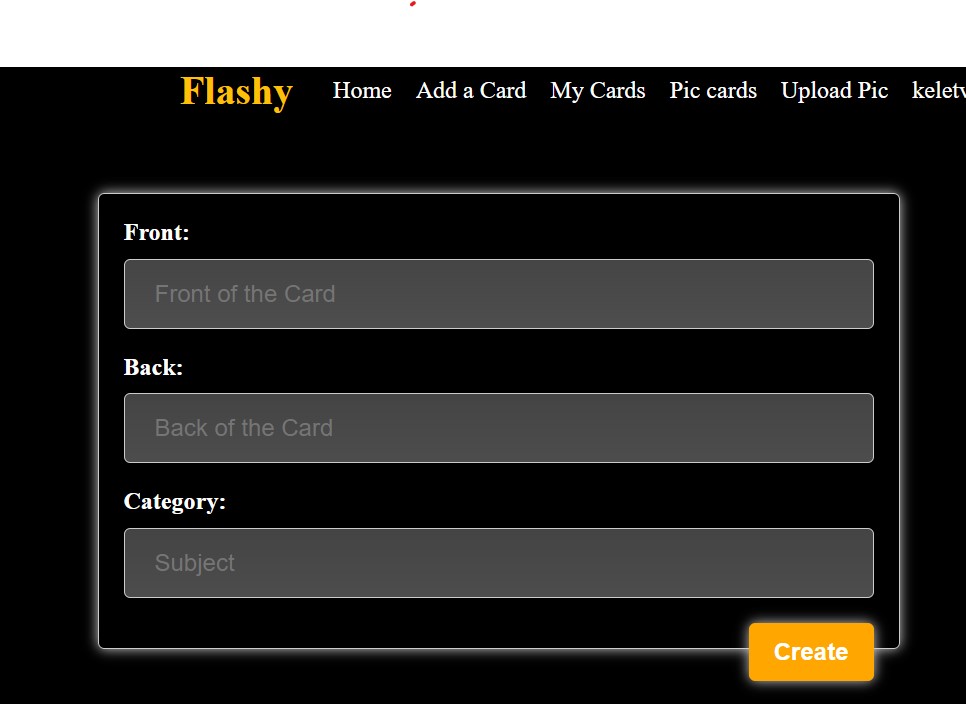 Flashy Home Add a Card My Cards Pic cards Upload Pic
Front:
Front of the Card
Back:
Back of the Card
Category:
Subject
Create